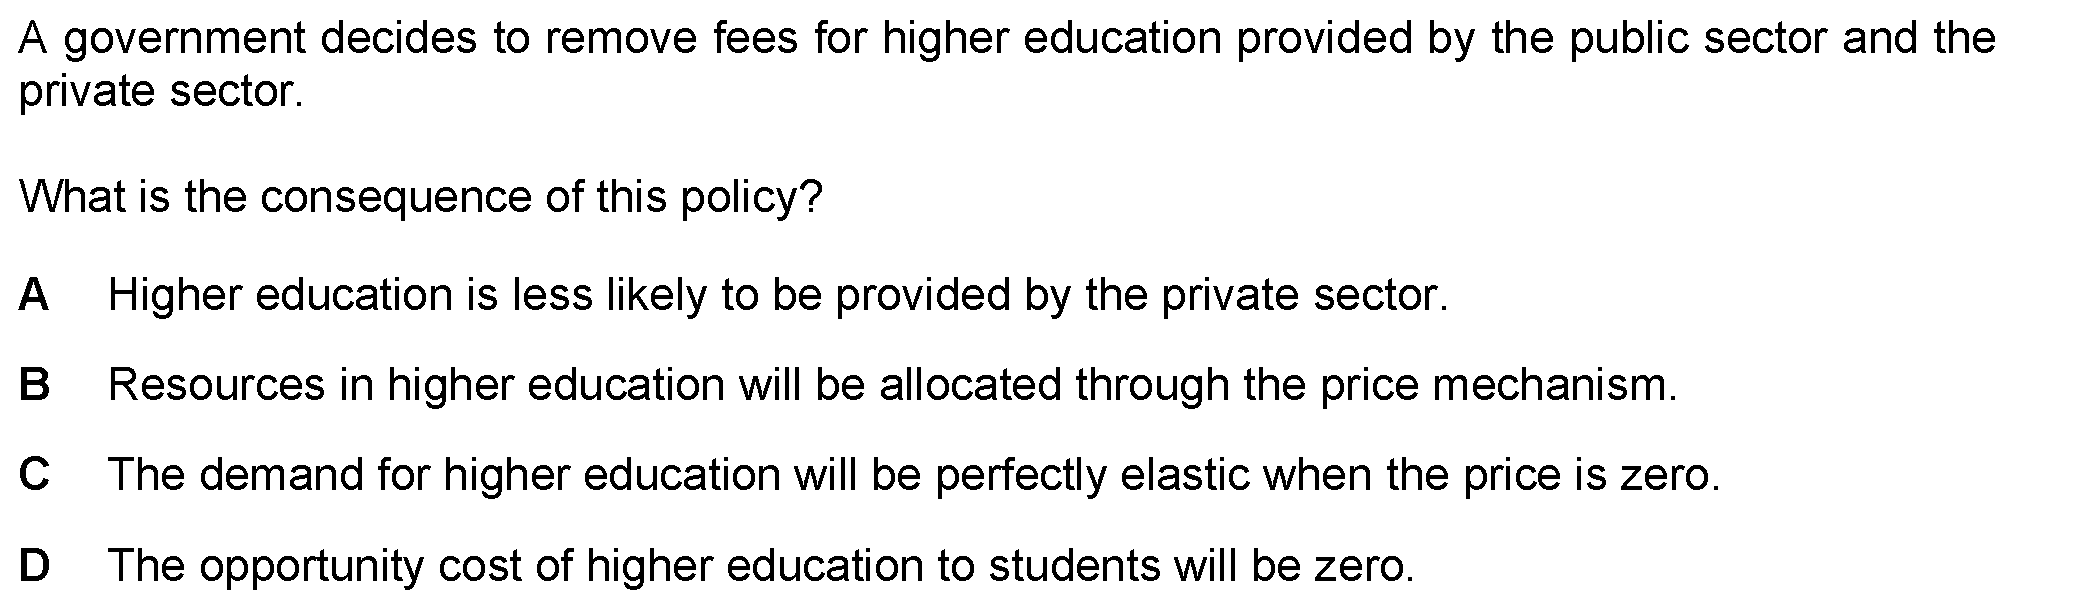 A government decides to remove fees for higher education provided by the public sector and the
private sector.
What is the consequence of this policy?
A Higher education is less likely to be provided by the private sector.
B Resources in higher education will be allocated through the price mechanism.
C The demand for higher education will be perfectly elastic when the price is zero.
D The opportunity cost of higher education to students will be zero.